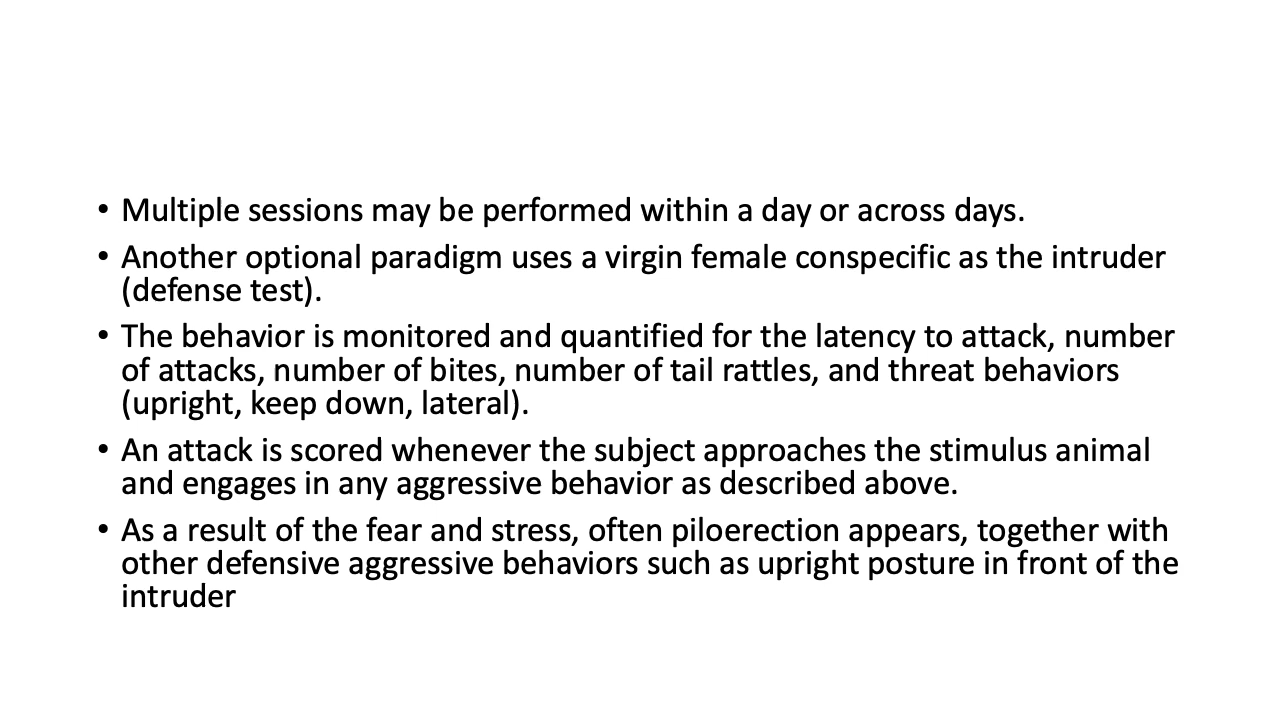 • Multiple sessions may be performed within a day or across days.
• Another optional paradigm uses a virgin female conspecific as the intruder
(defense test).
• The behavior is monitored and quantified for the latency to attack, number
of attacks, number of bites, number of tail rattles, and threat behaviors
(upright, keep down, lateral).
• An attack is scored whenever the subject approaches the stimulus animal
and engages in any aggressive behavior as described above.
• As a result of the fear and stress, often piloerection appears, together with
other defensive aggressive behaviors such as upright posture in front of the
intruder